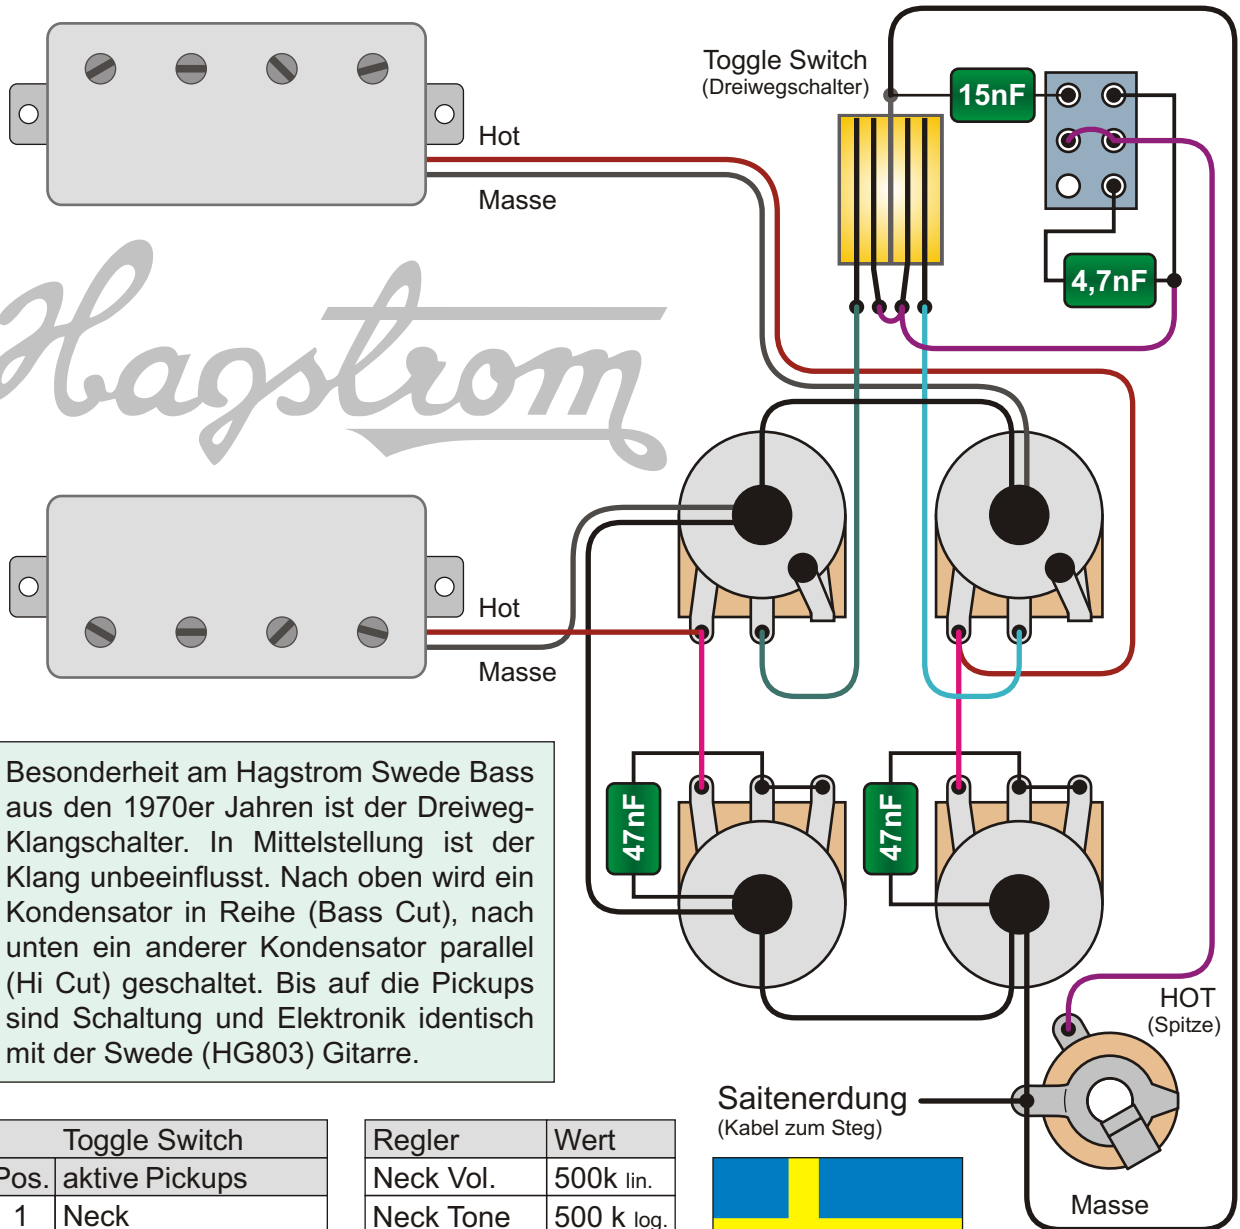 Toggle Switch
(Dreiwegschalter)
15nF
Hot
Masse
4,7nF
Hagstrom
Hot
Masse
47nF
47nF
Besonderheit am Hagstrom Swede Bass
aus den 1970er Jahren ist der Dreiweg-
Klangschalter. In Mittelstellung ist der
Klang unbeeinflusst. Nach oben wird ein
Kondensator in Reihe (Bass Cut), nach
unten ein anderer Kondensator parallel
(Hi Cut) geschaltet. Bis auf die Pickups
sind Schaltung und Elektronik identisch
mit der Swede (HG803) Gitarre.
HOT
(Spitze)
Saitenerdung
(Kabel zum Steg)
Masse
Toggle Switch
Pos. aktive Pickups
1 Neck
Regler Wert
Neck Vol. 500k lin.
Neck Tone 500 k log.